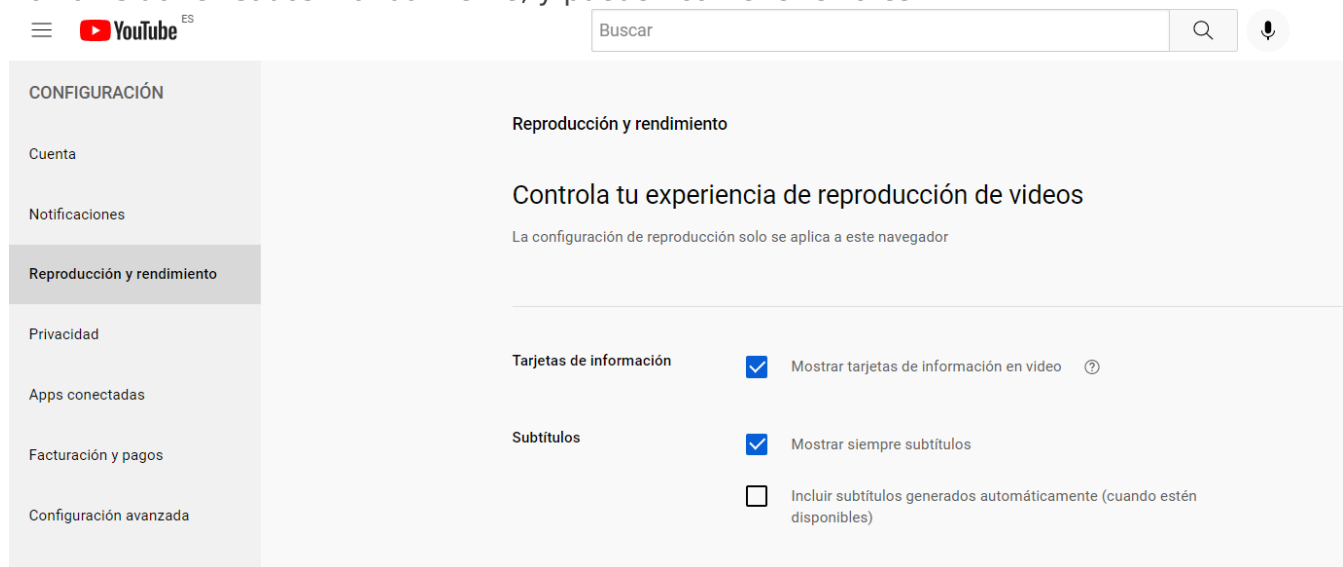 YouTube ES
Buscar
CONFIGURACIÓN
Cuenta
Notificaciones
Reproducción y rendimiento
Privacidad
Apps conectadas
Facturación y pagos
Configuración avanzada
Reproducción y rendimiento
Controla tu experiencia de reproducción de videos
La configuración de reproducción solo se aplica a este navegador
Tarjetas de información
Mostrar tarjetas de información en video
Subtítulos
Mostrar siempre subtítulos
Incluir subtítulos generados automáticamente (cuando estén
disponibles)